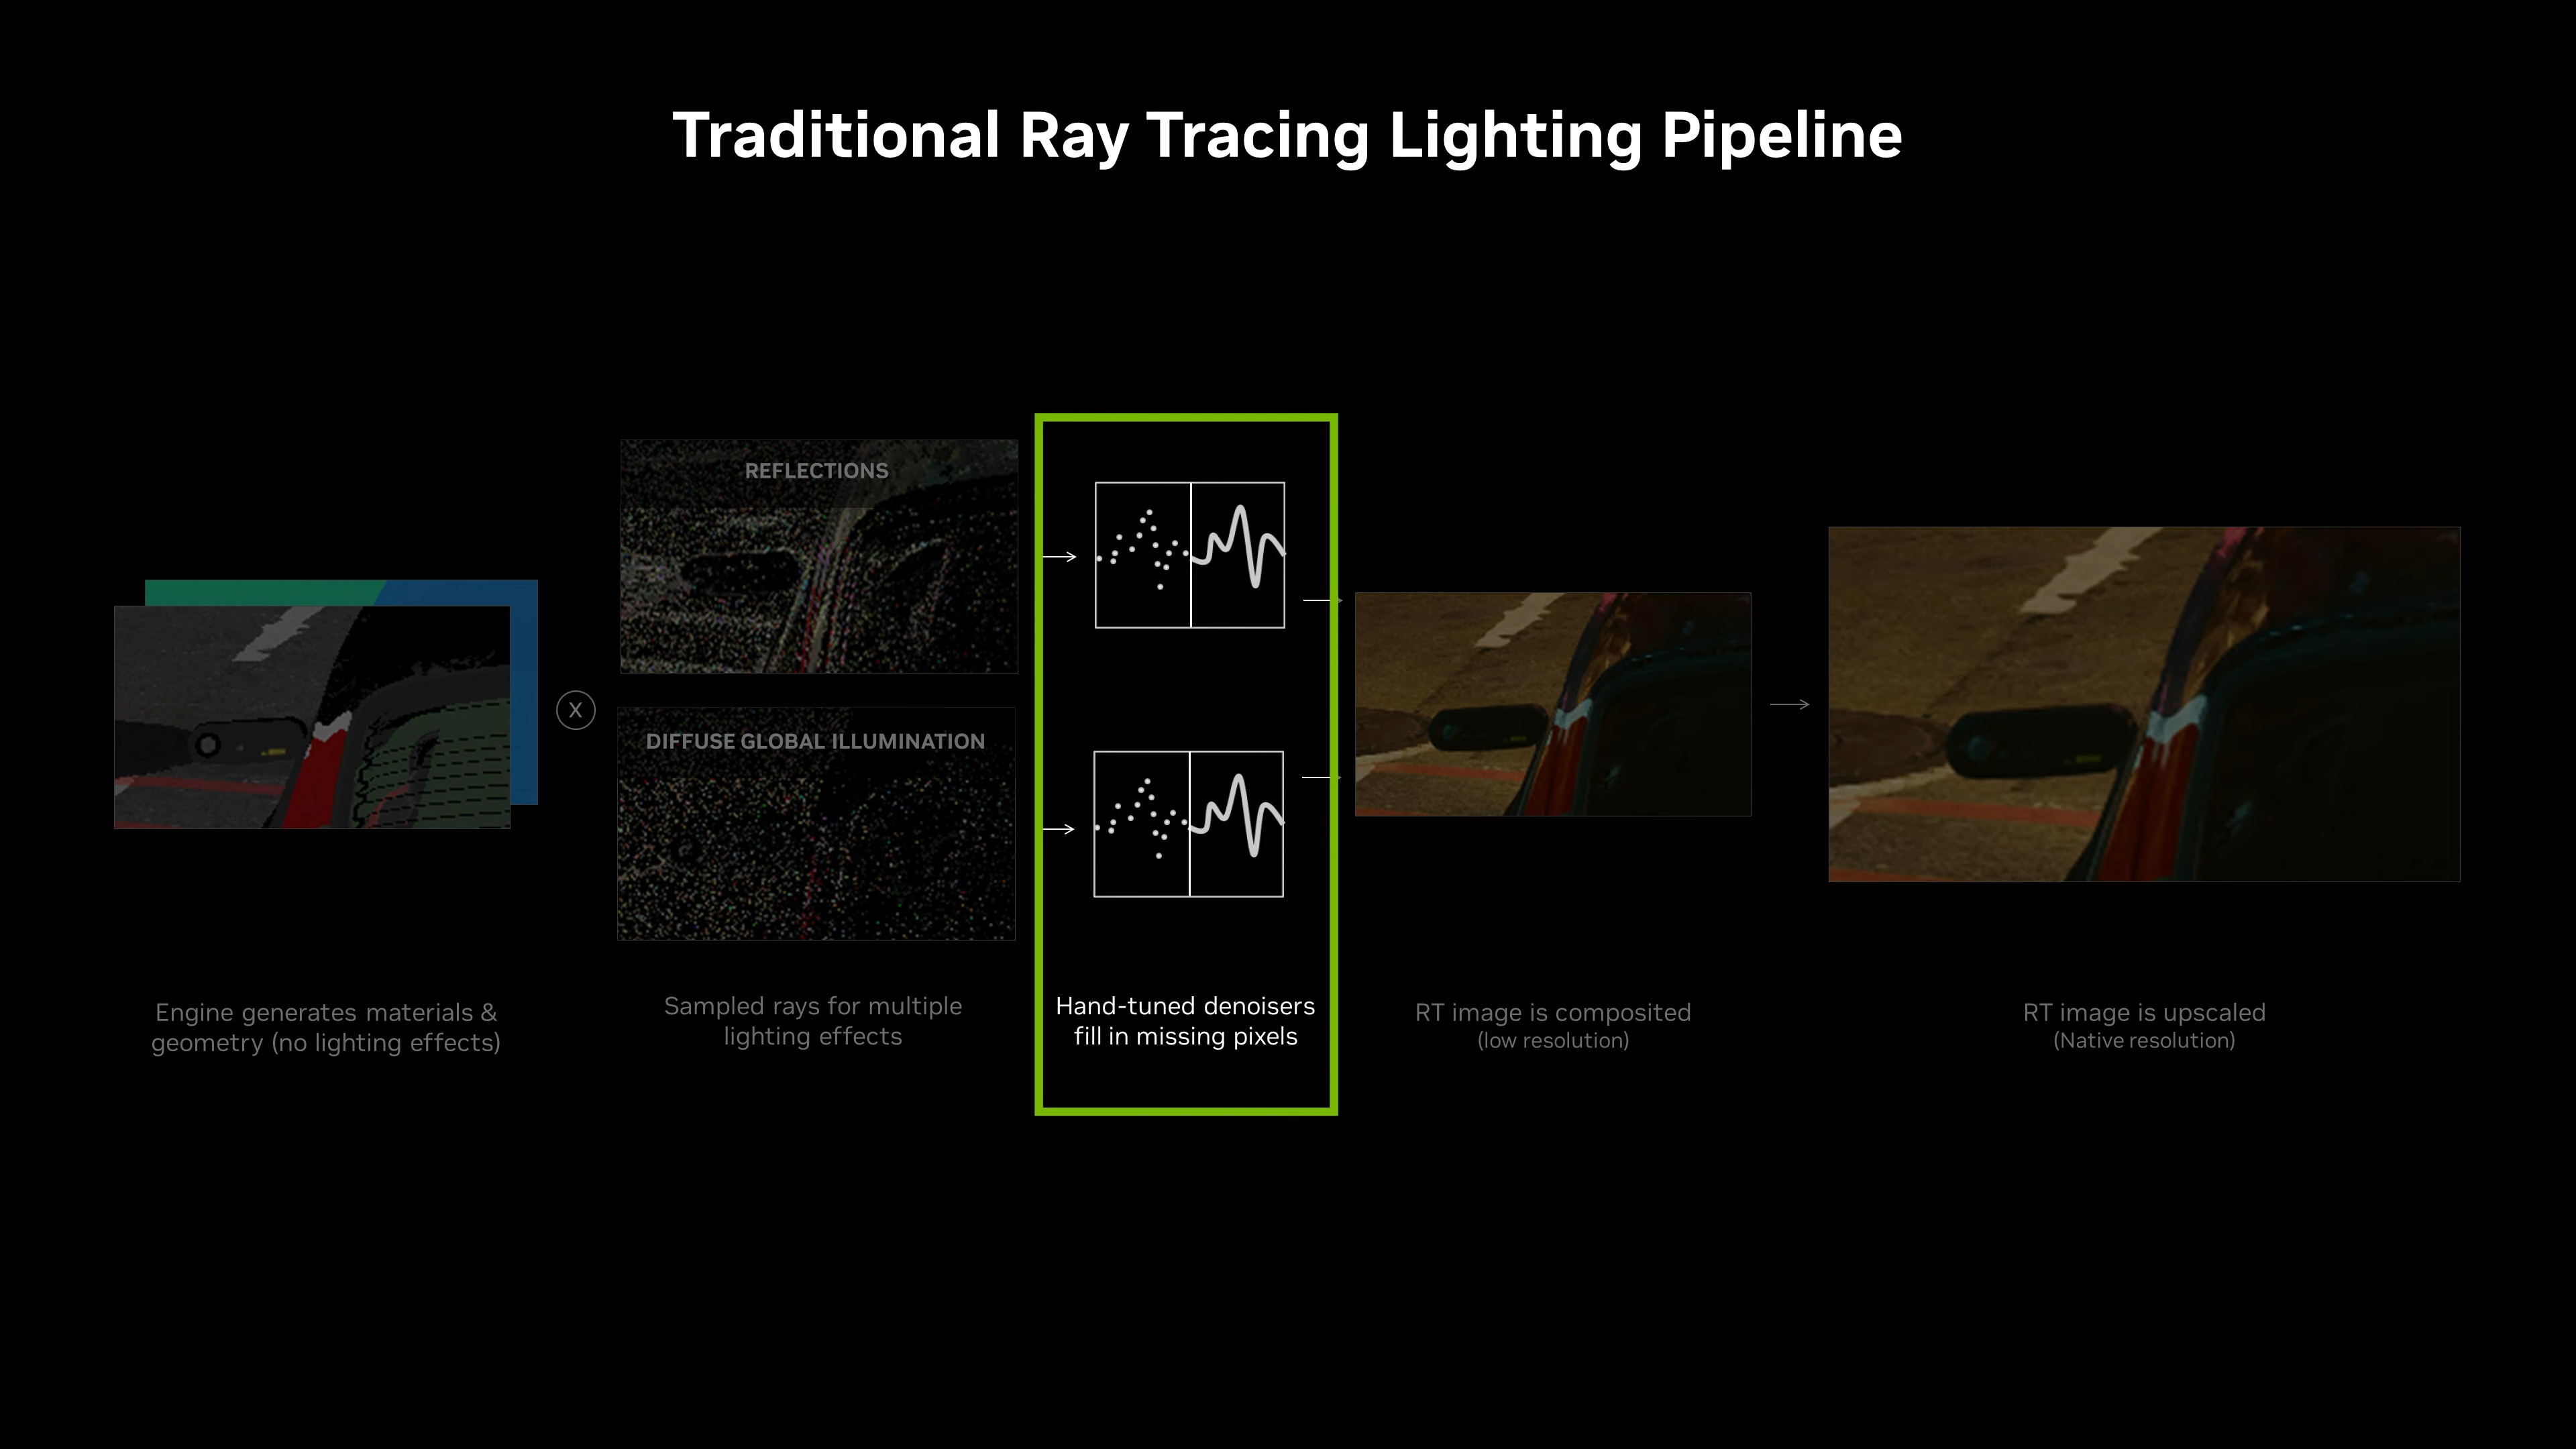 Traditional Ray Tracing Lighting Pipeline
REFLECTIONS
X
DIFFUSE GLOBAL ILLUMINATION
Engine generates materials &
geometry (no lighting effects)
Sampled rays for multiple
lighting effects
Hand-tuned denoisers
fill in missing pixels
RT image is composited
(low resolution)
RT image is upscaled
(Native resolution)